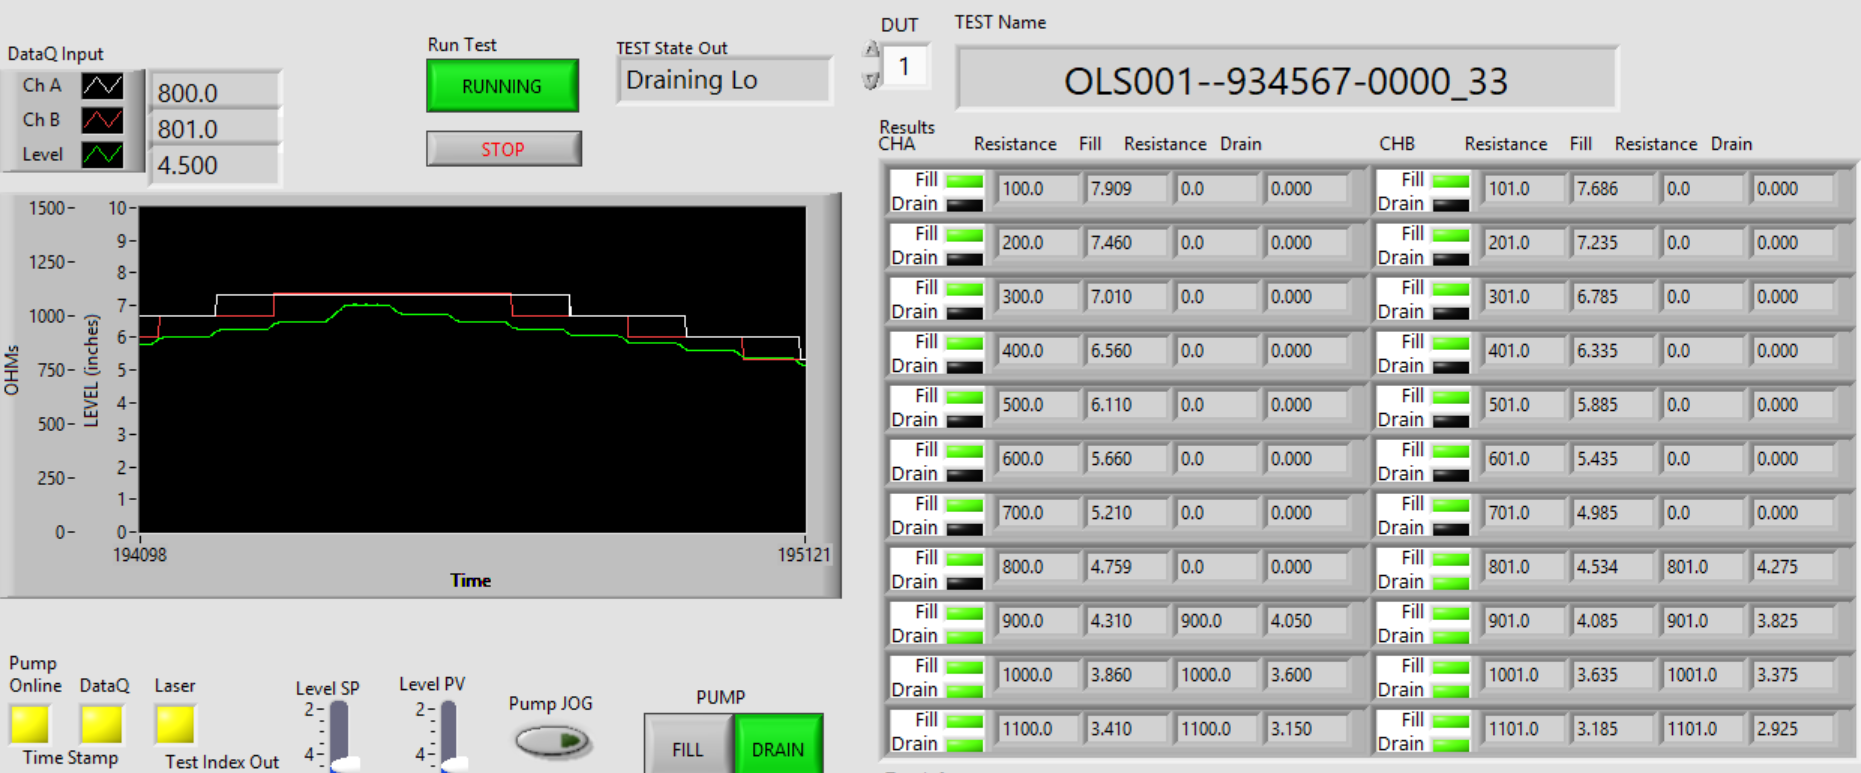 DataQ Input
Ch A 800.0
Ch B 801.0
Level 4.500
Run Test
RUNNING
STOP
TEST State Out
Draining Lo
DUT
1
TEST Name
OLS001--934567-0000_33
1500- 10-
9-
1250- 8-
7-
1000- 6-
750- 5-
4-
500- 3-
250- 2-
1-
0- 0-
OHMs
LEVEL (inches)
194098 195121
Time
Results
CHA Resistance Fill Resistance Drain CHB Resistance Fill Resistance Drain
Fill Drain 100.0 7.909 0.0 0.000 Fill Drain 101.0 7.686 0.0 0.000
Fill Drain 200.0 7.460 0.0 0.000 Fill Drain 201.0 7.235 0.0 0.000
Fill Drain 300.0 7.010 0.0 0.000 Fill Drain 301.0 6.785 0.0 0.000
Fill Drain 400.0 6.560 0.0 0.000 Fill Drain 401.0 6.335 0.0 0.000
Fill Drain 500.0 6.110 0.0 0.000 Fill Drain 501.0 5.885 0.0 0.000
Fill Drain 600.0 5.660 0.0 0.000 Fill Drain 601.0 5.435 0.0 0.000
Fill Drain 700.0 5.210 0.0 0.000 Fill Drain 701.0 4.985 0.0 0.000
Fill Drain 800.0 4.759 0.0 0.000 Fill Drain 801.0 4.534 801.0 4.275
Fill Drain 900.0 4.310 900.0 4.050 Fill Drain 901.0 4.085 901.0 3.825
Fill Drain 1000.0 3.860 1000.0 3.600 Fill Drain 1001.0 3.635 1001.0 3.375
Fill Drain 1100.0 3.410 1100.0 3.150 Fill Drain 1101.0 3.185 1101.0 2.925
Pump
Online DataQ Laser
Time Stamp
Test Index Out
Level SP
2-
4-
Level PV
2-
4-
Pump JOG
PUMP
FILL DRAIN